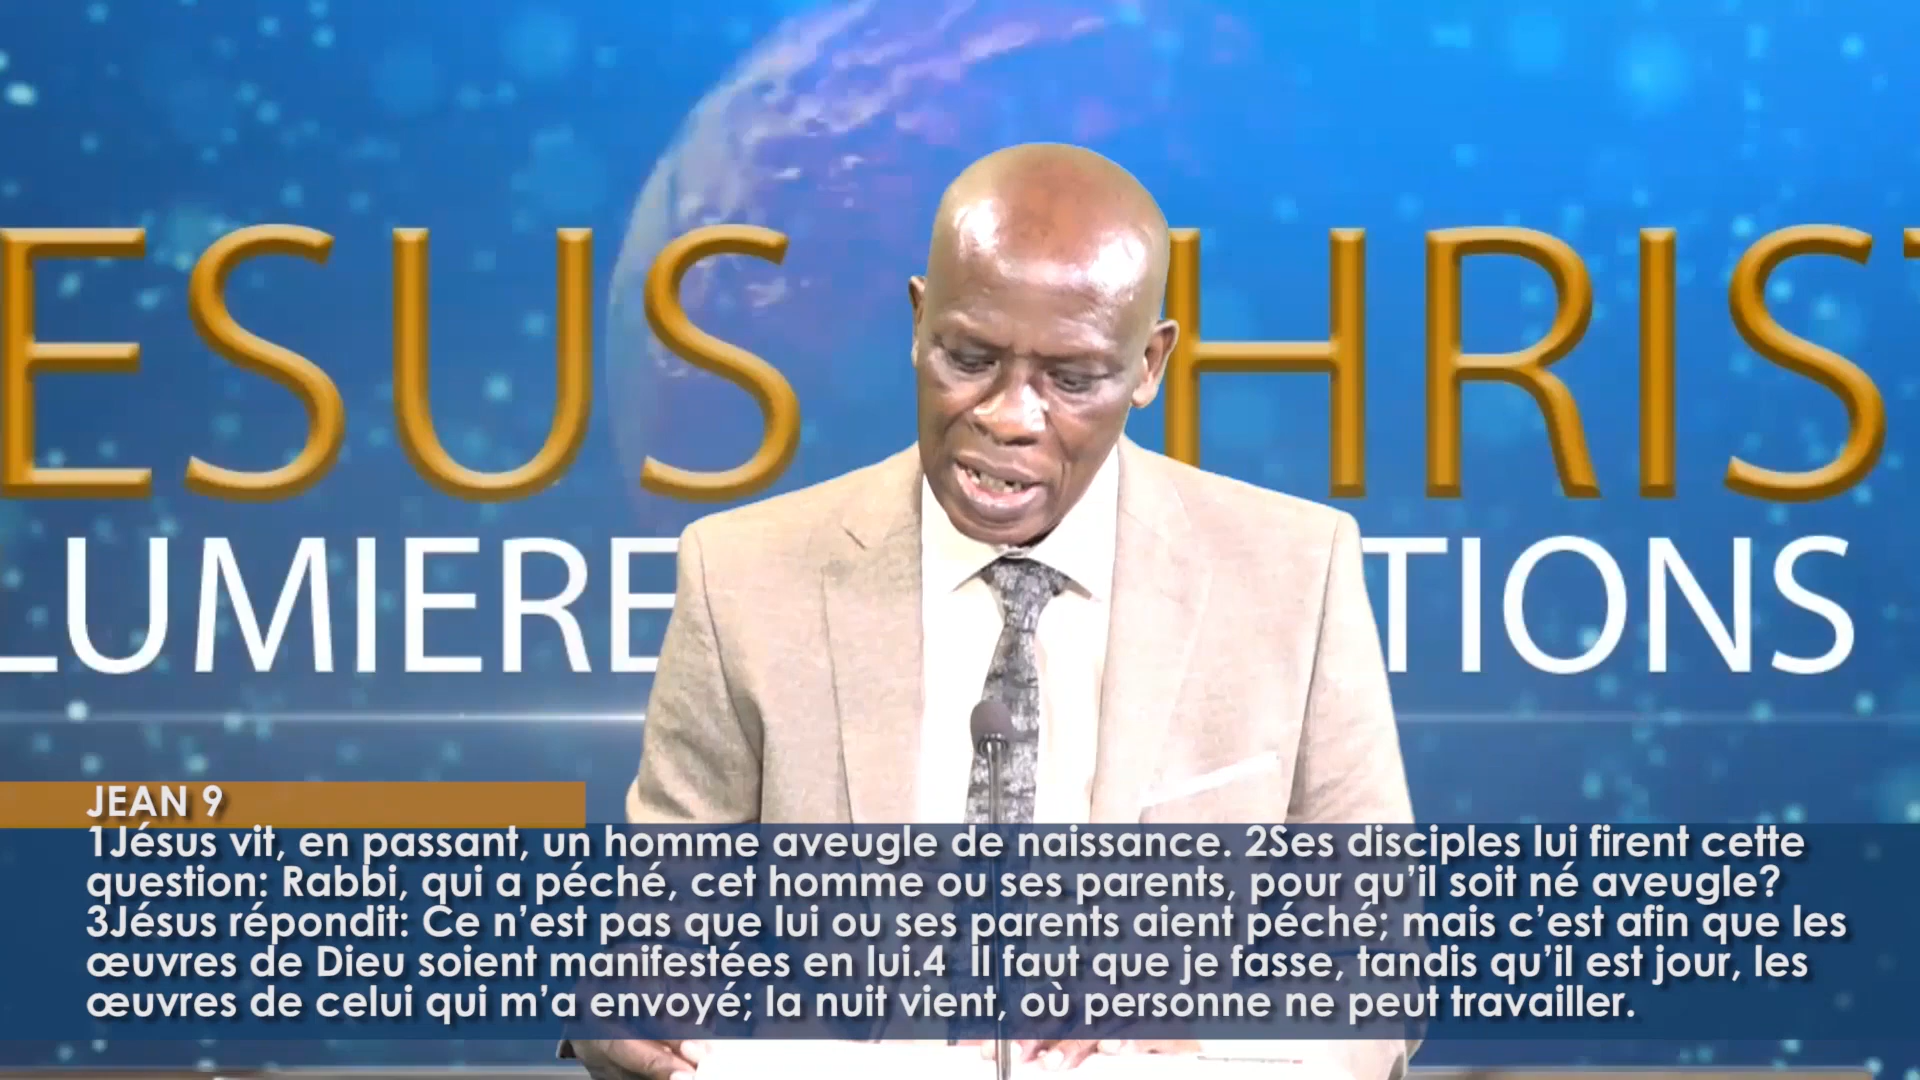 ESUS HRIS
LUMIERE TIONS
JEAN 9
1Jésus vit, en passant, un homme aveugle de naissance. 2Ses disciples lui firent cette
question: Rabbi, qui a péché, cet homme ou ses parents, pour qu’il soit né aveugle?
3Jésus répondit: Ce n’est pas que lui ou ses parents aient péché; mais c’est afin que les
œuvres de Dieu soient manifestées en lui.4 Il faut que je fasse, tandis qu’il est jour, les
œuvres de celui qui m’a envoyé; la nuit vient, où personne ne peut travailler.